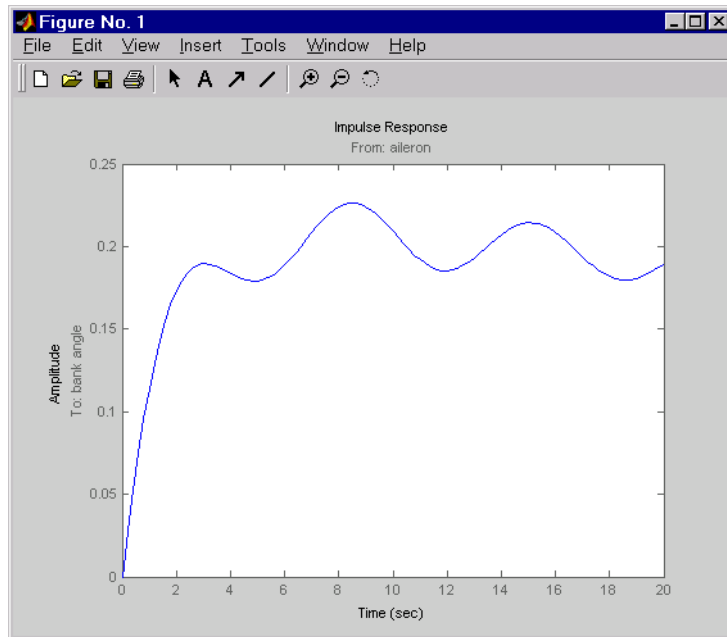 Figure No. 1
File Edit View Insert Tools Window Help
A
Impulse Response
From: aileron
Amplitude
To: bank angle
0.25
0.2
0.15
0.1
0.05
0
0 2 4 6 8 10 12 14 16 18 20
Time (sec)